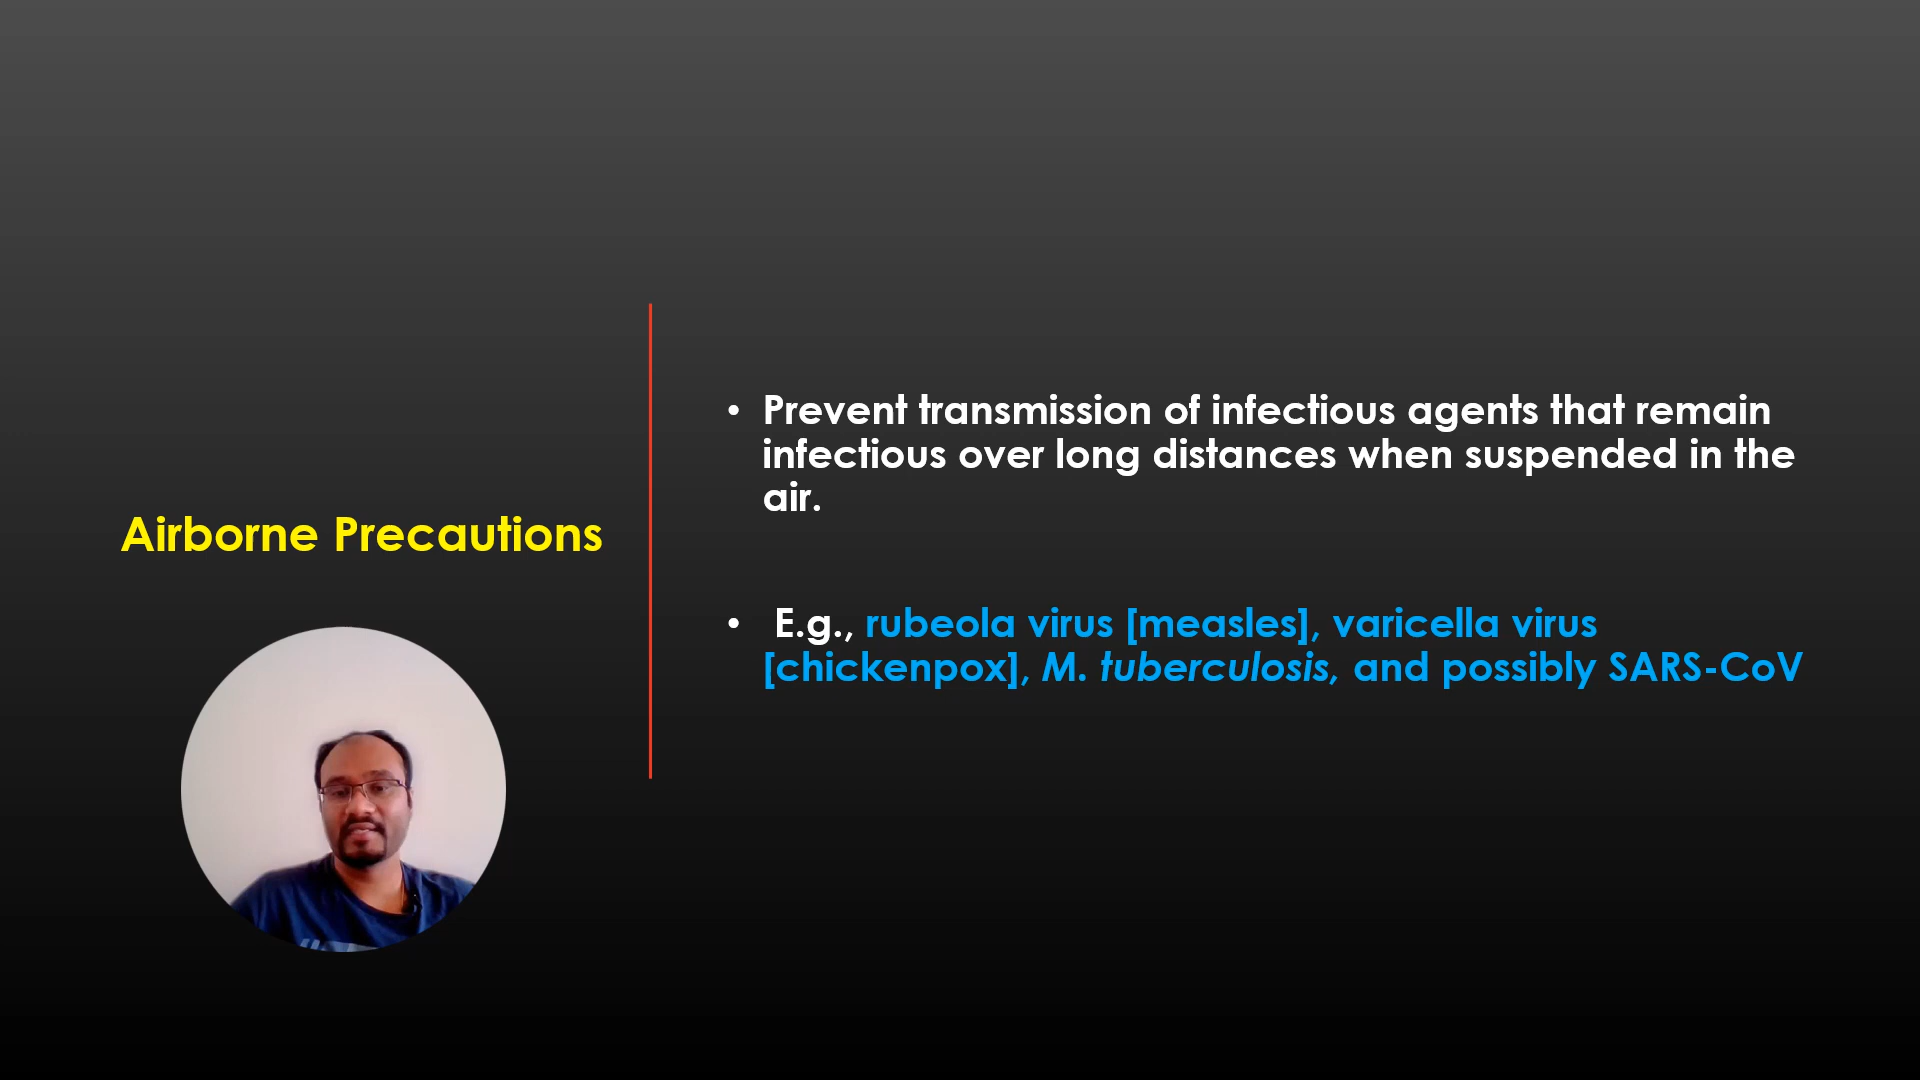 Airborne Precautions
• Prevent transmission of infectious agents that remain
infectious over long distances when suspended in the
air.
• E.g., rubeola virus [measles], varicella virus
[chickenpox], M. tuberculosis, and possibly SARS-CoV